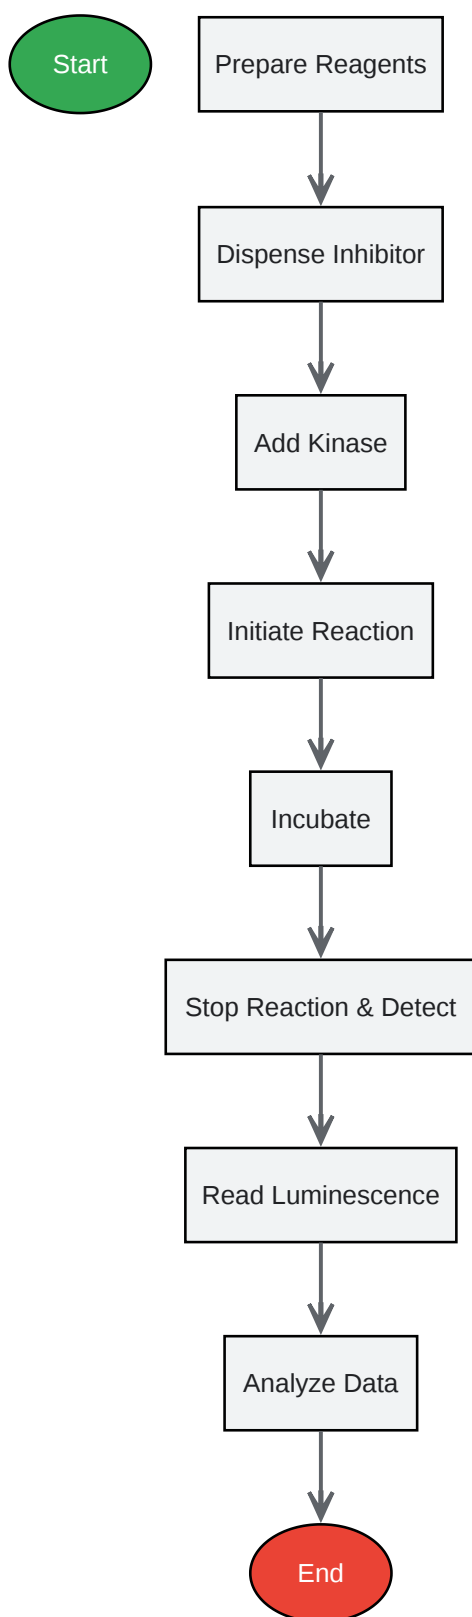 Start
Prepare Reagents
Dispense Inhibitor
Add Kinase
Initiate Reaction
Incubate
Stop Reaction & Detect
Read Luminescence
Analyze Data
End